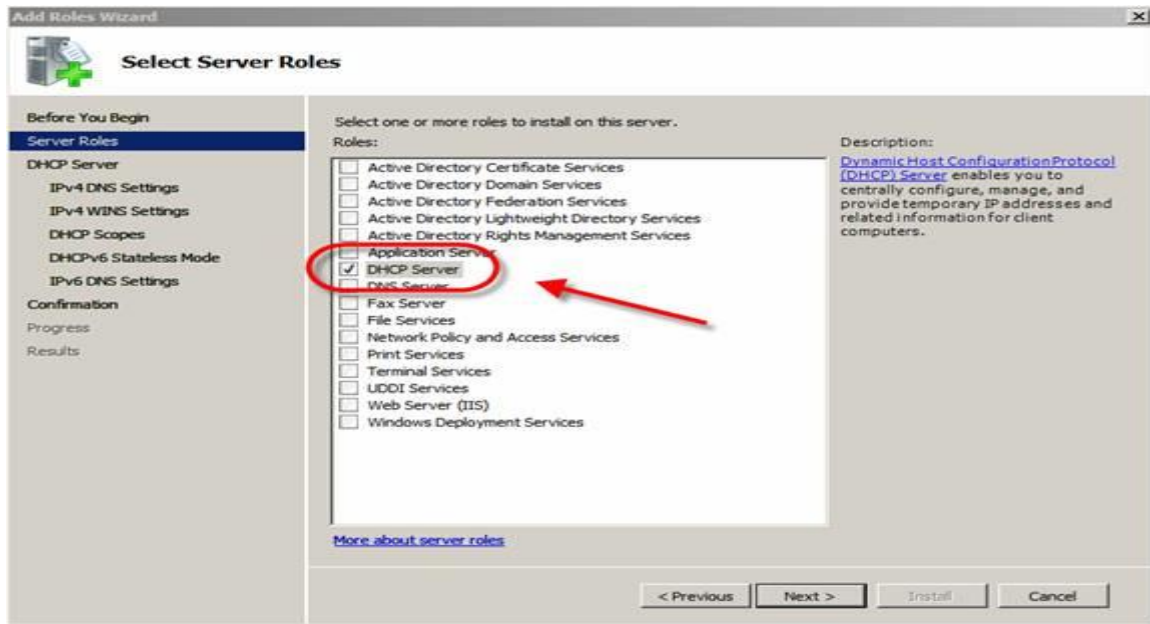 Add Roles Wizard
Select Server Roles
Before You Begin
Server Roles
DHCP Server
IPv4 DNS Settings
IPv4 WINS Settings
DHCP Scopes
DHCPv6 Stateless Mode
IPv6 DNS Settings
Confirmation
Progress
Results
Select one or more roles to install on this server.
Roles:
Active Directory Certificate Services
Active Directory Domain Services
Active Directory Federation Services
Active Directory Lightweight Directory Services
Active Directory Rights Management Services
Application Server
DHCP Server
DNS Server
Fax Server
File Services
Network Policy and Access Services
Print Services
Terminal Services
UDDI Services
Web Server (IIS)
Windows Deployment Services
More about server roles
Description:
Dynamic Host Configuration Protocol
(DHCP) Server enables you to
centrally configure, manage, and
provide temporary IP addresses and
related information for client
computers.
< Previous
Next >
Install
Cancel